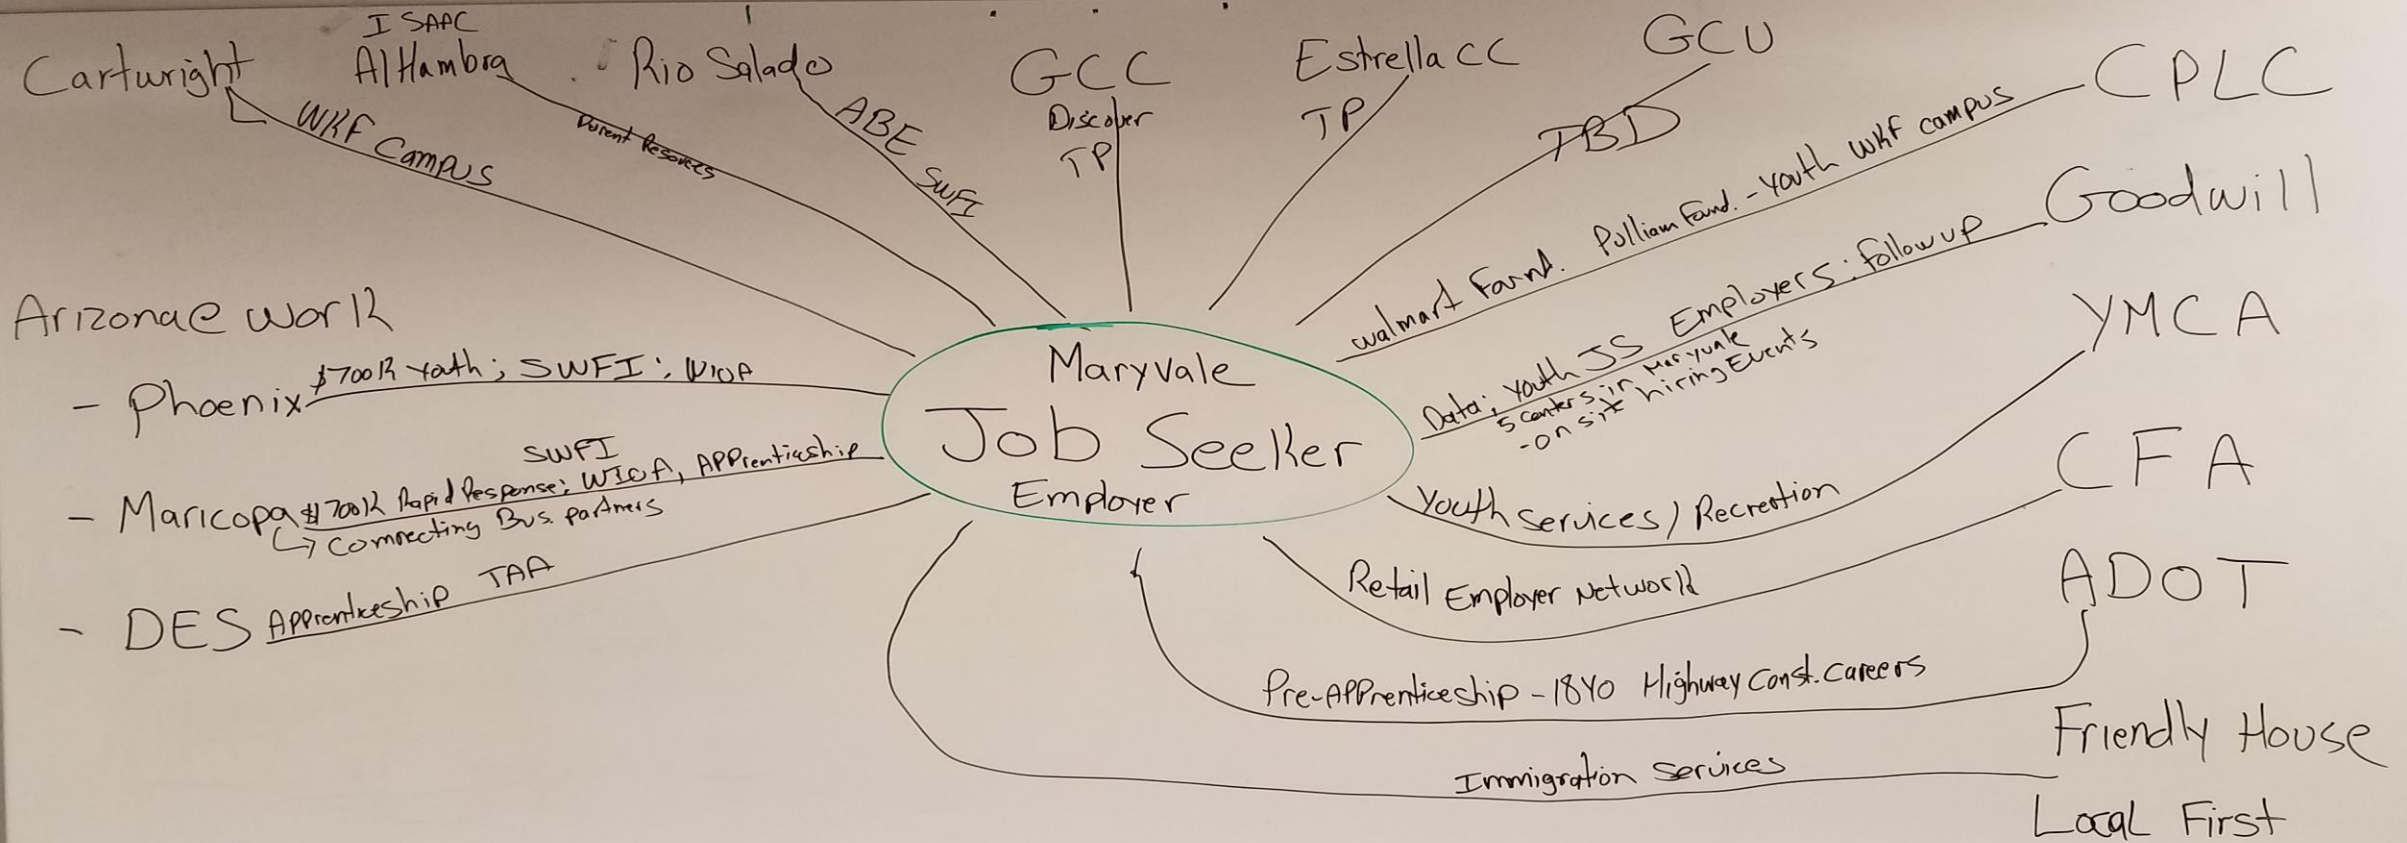 Cartwright
WKF Campus
ISAAC
AlHambra
Parent Resources
Rio Salado
ABE SWFI
GCC
Discover
TP
Estrella CC
TP
GCU
TBD
CPLC
Walmart Found. Pulliam Found. - Youth WKF campus
Goodwill
Data; Youth JS Employers: Follow up
5 centers in Maryvale
- on site hiring Events
YMCA
Youth Services / Recreation
CFA
Retail Employer Network
ADOT
Pre-Apprenticeship - 18YO Highway Const. Careers
Friendly House
Immigration Services
Local First
Arizona@work
- Phoenix $700K Youth; SWFI; WIOA
SWFI
- Maricopa $700K Rapid Response; WIOA, Apprenticeship
↳ Connecting Bus. partners
- DES Apprenticeship TAA
Maryvale
Job Seeker
Employer